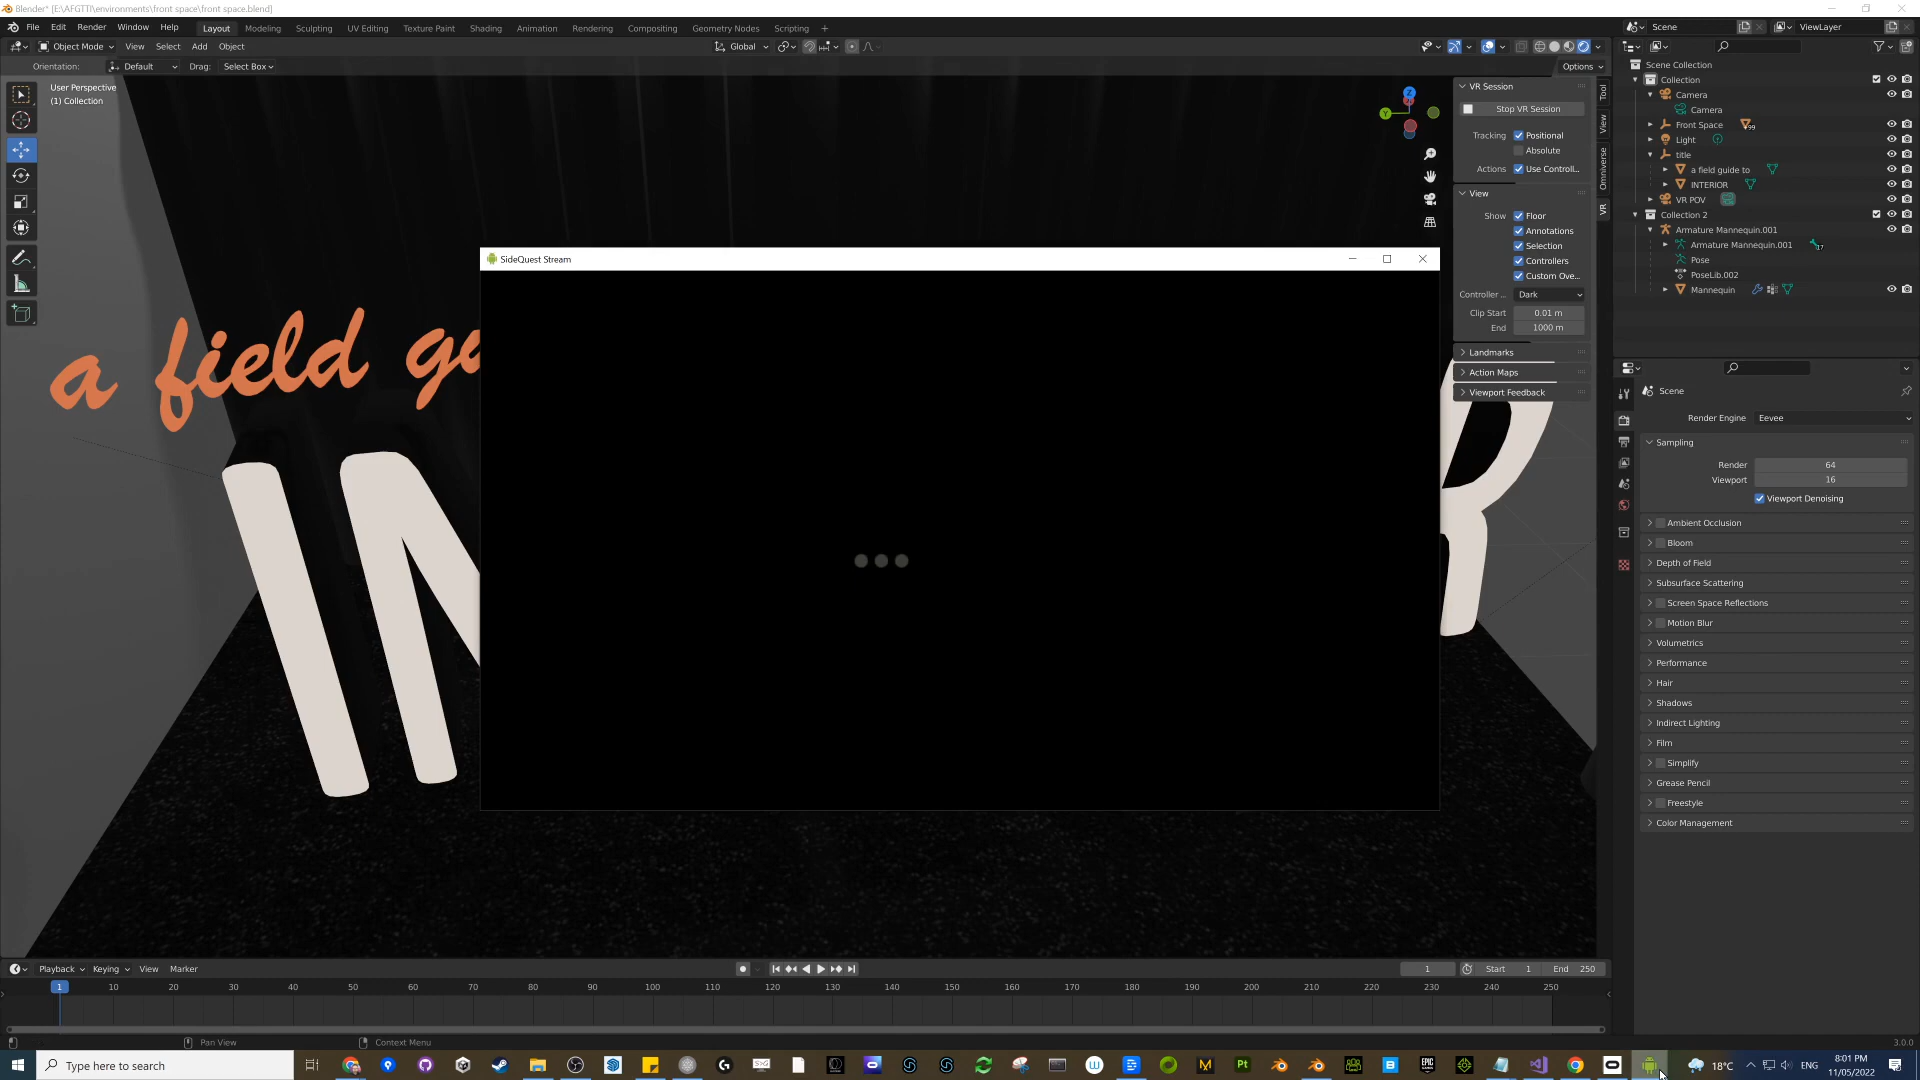 Blender* [E:\AFGTTI\environments\front space\front space.blend]
File Edit Render Window Help Layout Modeling Sculpting UV Editing Texture Paint Shading Animation Rendering Compositing Geometry Nodes Scripting + Scene ViewLayer
Object Mode View Select Add Object Global
Orientation: Default Drag: Select Box Options
User Perspective
(1) Collection
a field
IN
R
SideQuest Stream
VR Session
Stop VR Session
Tracking Positional
Absolute
Actions Use Controll...
View
Show Floor
Annotations
Selection
Controllers
Custom Ove...
Controller ... Dark
Clip Start 0.01 m
End 1000 m
Landmarks
Action Maps
Viewport Feedback
Tool
View
Omniverse
VR
Z
Y
Scene Collection
Collection
Camera
Camera
Front Space 99
Light
title
a field guide to
INTERIOR
VR POV
Collection 2
Armature Mannequin.001
Armature Mannequin.001 17
Pose
PoseLib.002
Mannequin
Scene
Render Engine Eevee
Sampling
Render 64
Viewport 16
Viewport Denoising
Ambient Occlusion
Bloom
Depth of Field
Subsurface Scattering
Screen Space Reflections
Motion Blur
Volumetrics
Performance
Hair
Shadows
Indirect Lighting
Film
Simplify
Grease Pencil
Freestyle
Color Management
Playback Keying View Marker 1 Start 1 End 250
1 10 20 30 40 50 60 70 80 90 100 110 120 130 140 150 160 170 180 190 200 210 220 230 240 250
Pan View Context Menu 3.0.0
Type here to search
18°C ENG 8:01 PM
11/05/2022